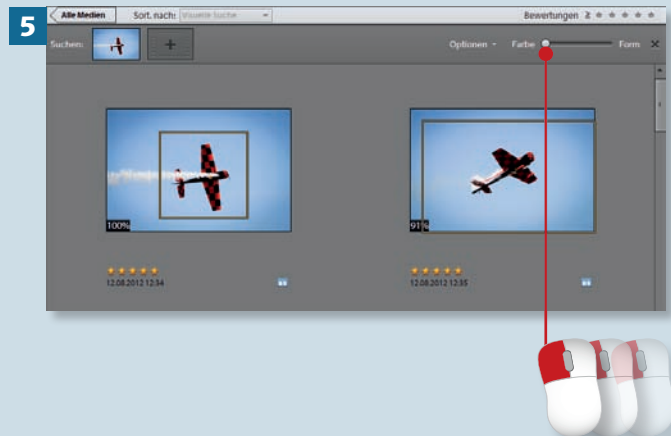 5
Alle Medien Sort. nach: Visuelle Suche Bewertungen ≥
Suchen: + Optionen Farbe Form ×
100% 91%
12.08.2012 12:34 12.08.2012 12:35